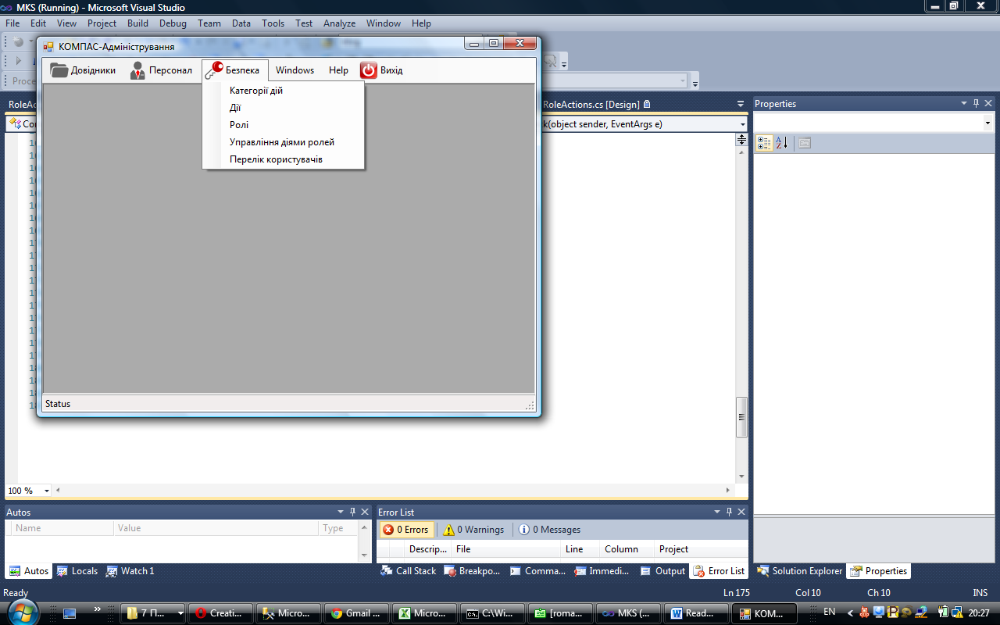 MKS (Running) - Microsoft Visual Studio
File Edit View Project Build Debug Team Data Tools Test Analyze Window Help
КОМПАС-Адміністрування
Довідники Персонал Безпека Windows Help Вихід
Категорії дій
Дії
Ролі
Управління діями ролей
Перелік користувачів
Status
Proce
RoleA
RoleActions.cs [Design]
Co
k(object sender, EventArgs e)
Properties
100 %
Autos
Name Value Type
Autos Locals Watch 1
Error List
0 Errors 0 Warnings 0 Messages
Descrip... File Line Column Project
Call Stack Breakpo... Comma... Immedi... Output Error List
Solution Explorer Properties
Ready Ln 175 Col 10 Ch 10 INS
7 П... Creati... Micro... Gmail ... Micro... C:\Wi... [roma... MKS (... Read... КОМ... EN 20:27